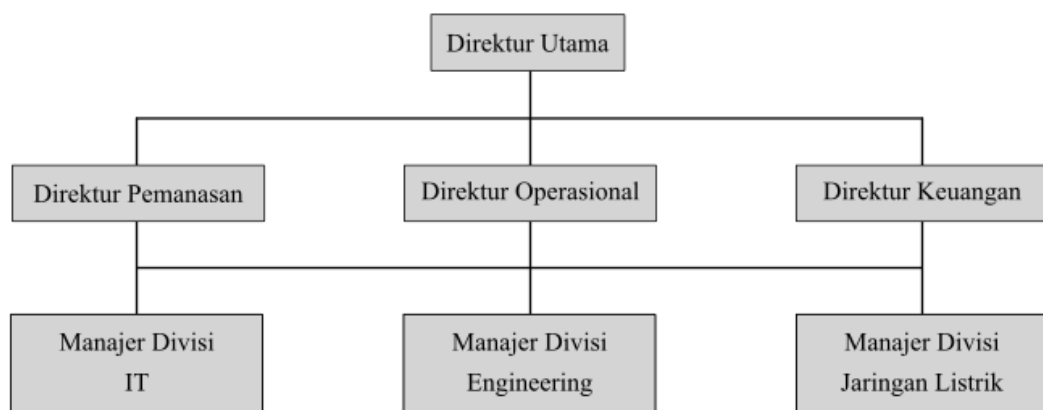 Direktur Utama
Direktur Pemanasan
Direktur Operasional
Direktur Keuangan
Manajer Divisi
IT
Manajer Divisi
Engineering
Manajer Divisi
Jaringan Listrik